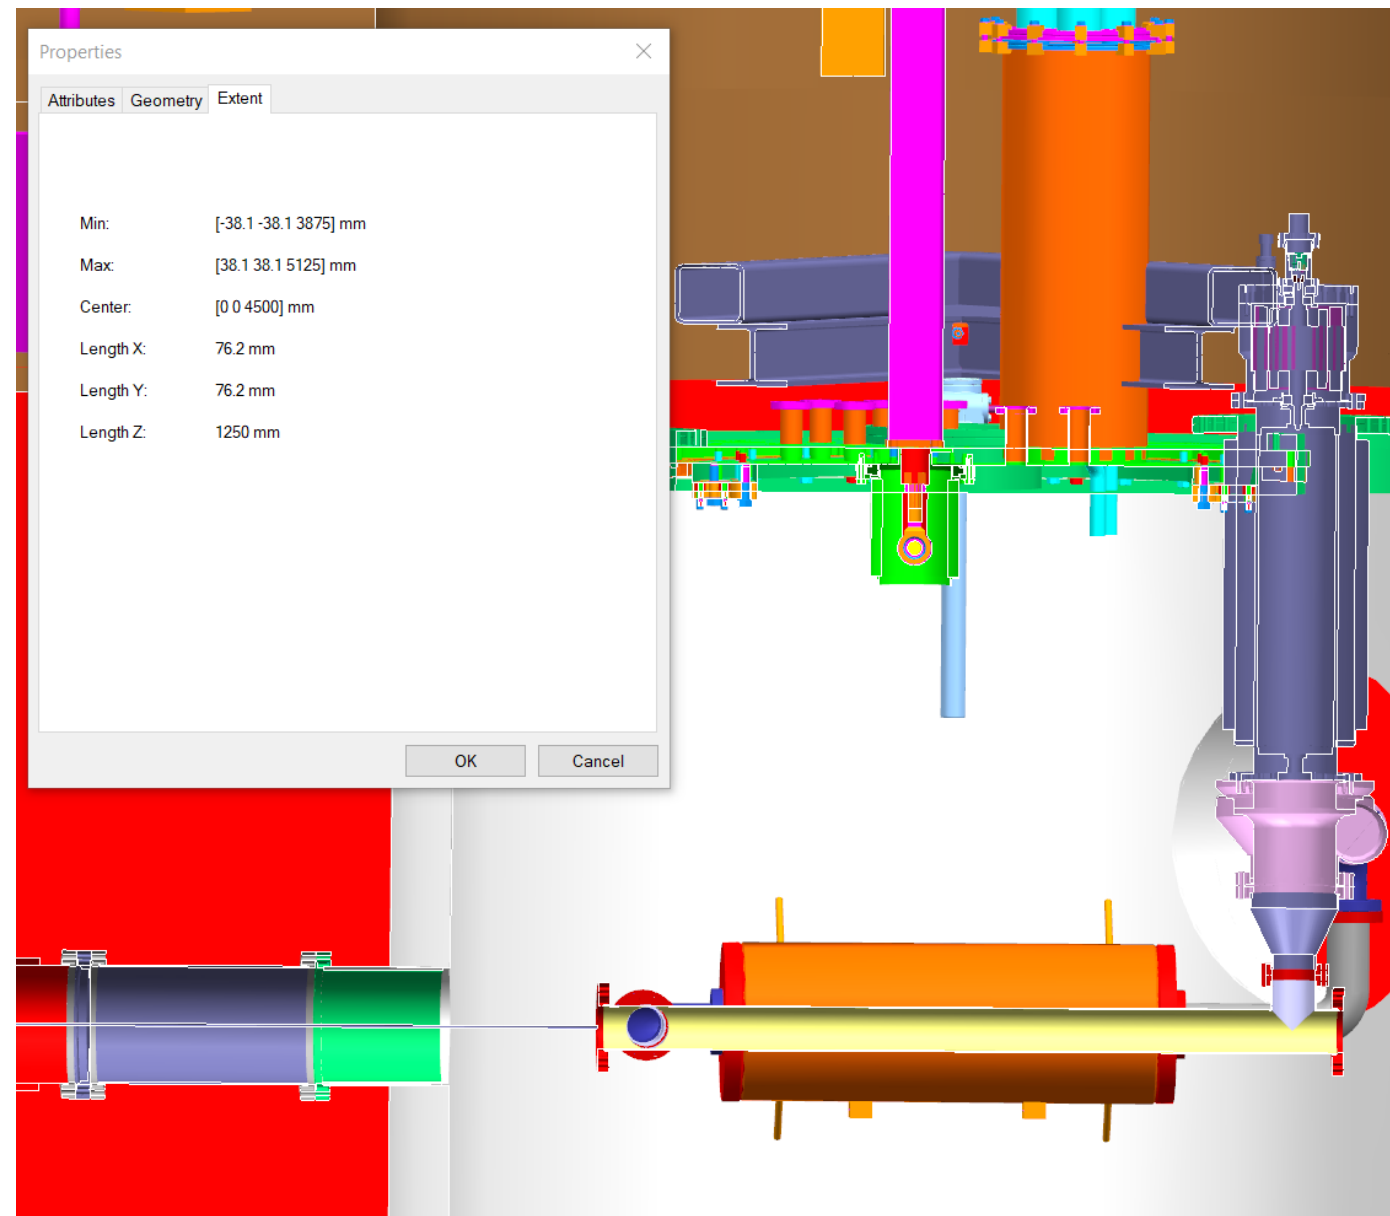 Properties
Attributes Geometry Extent
Min: [-38.1 -38.1 3875] mm
Max: [38.1 38.1 5125] mm
Center: [0 0 4500] mm
Length X: 76.2 mm
Length Y: 76.2 mm
Length Z: 1250 mm
OK Cancel